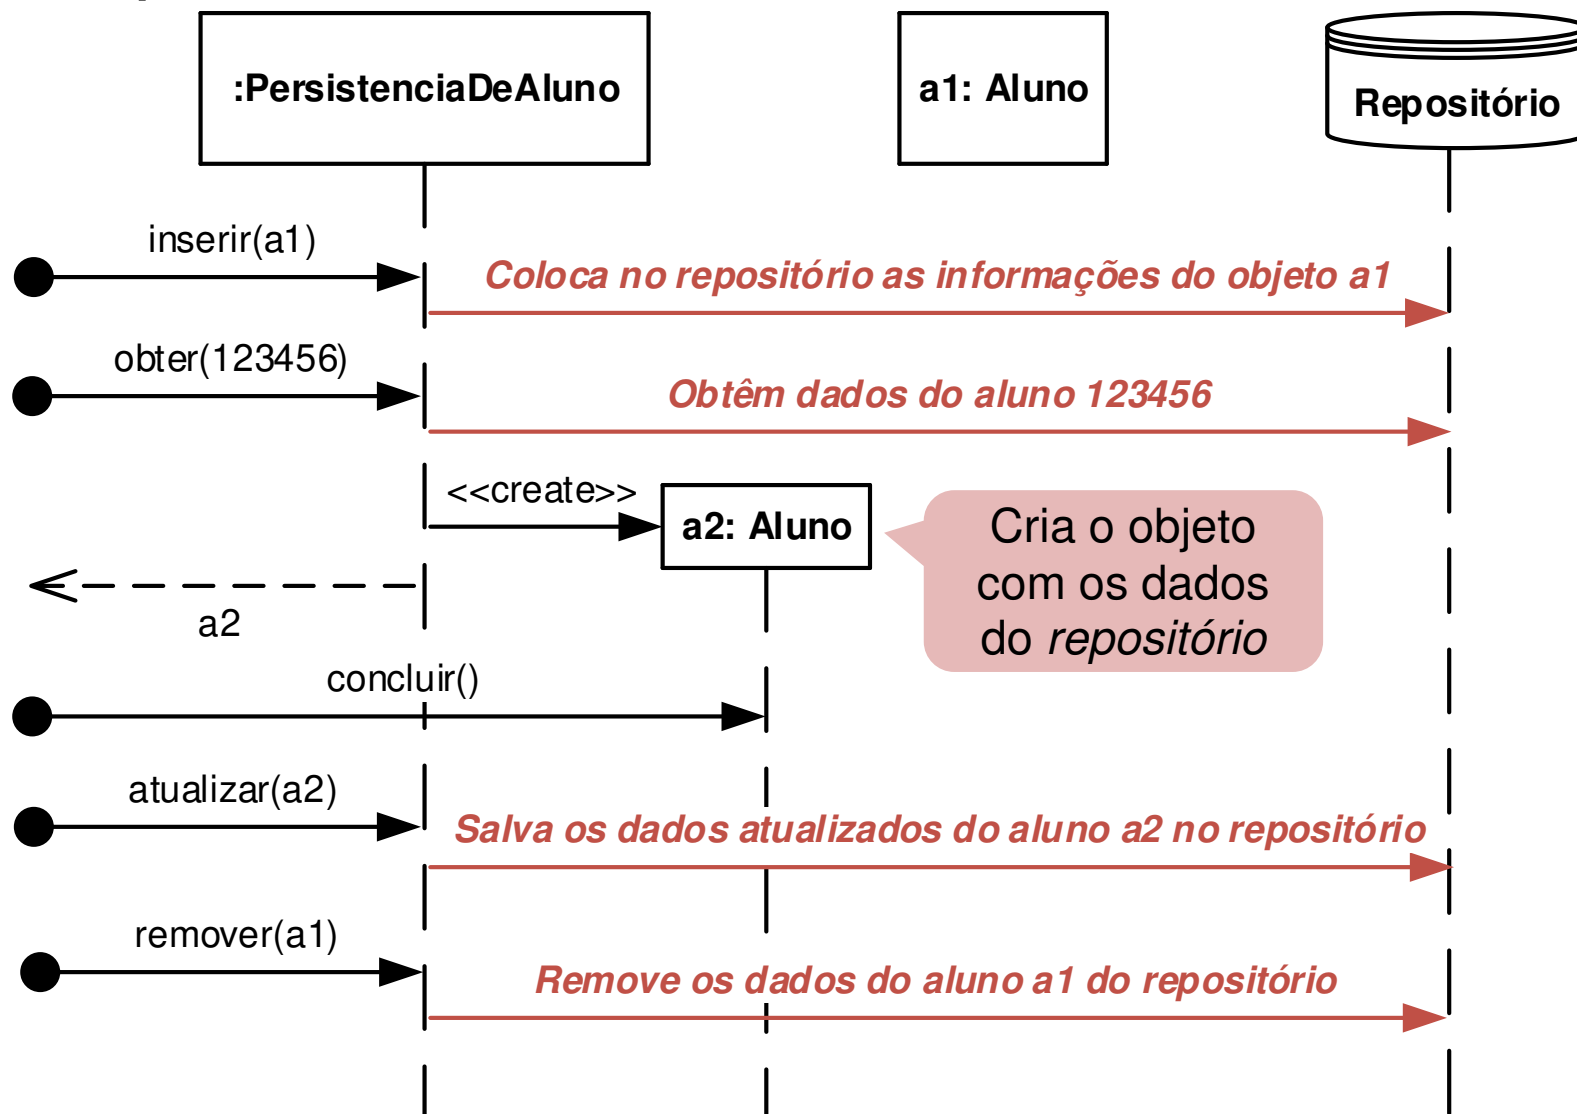 :PersistenciaDeAluno
a1: Aluno
Repositório
inserir(a1)
Coloca no repositório as informações do objeto a1
obter(123456)
Obtêm dados do aluno 123456
<<create>>
a2: Aluno
Cria o objeto
com os dados
do repositório
a2
concluir()
atualizar(a2)
Salva os dados atualizados do aluno a2 no repositório
remover(a1)
Remove os dados do aluno a1 do repositório